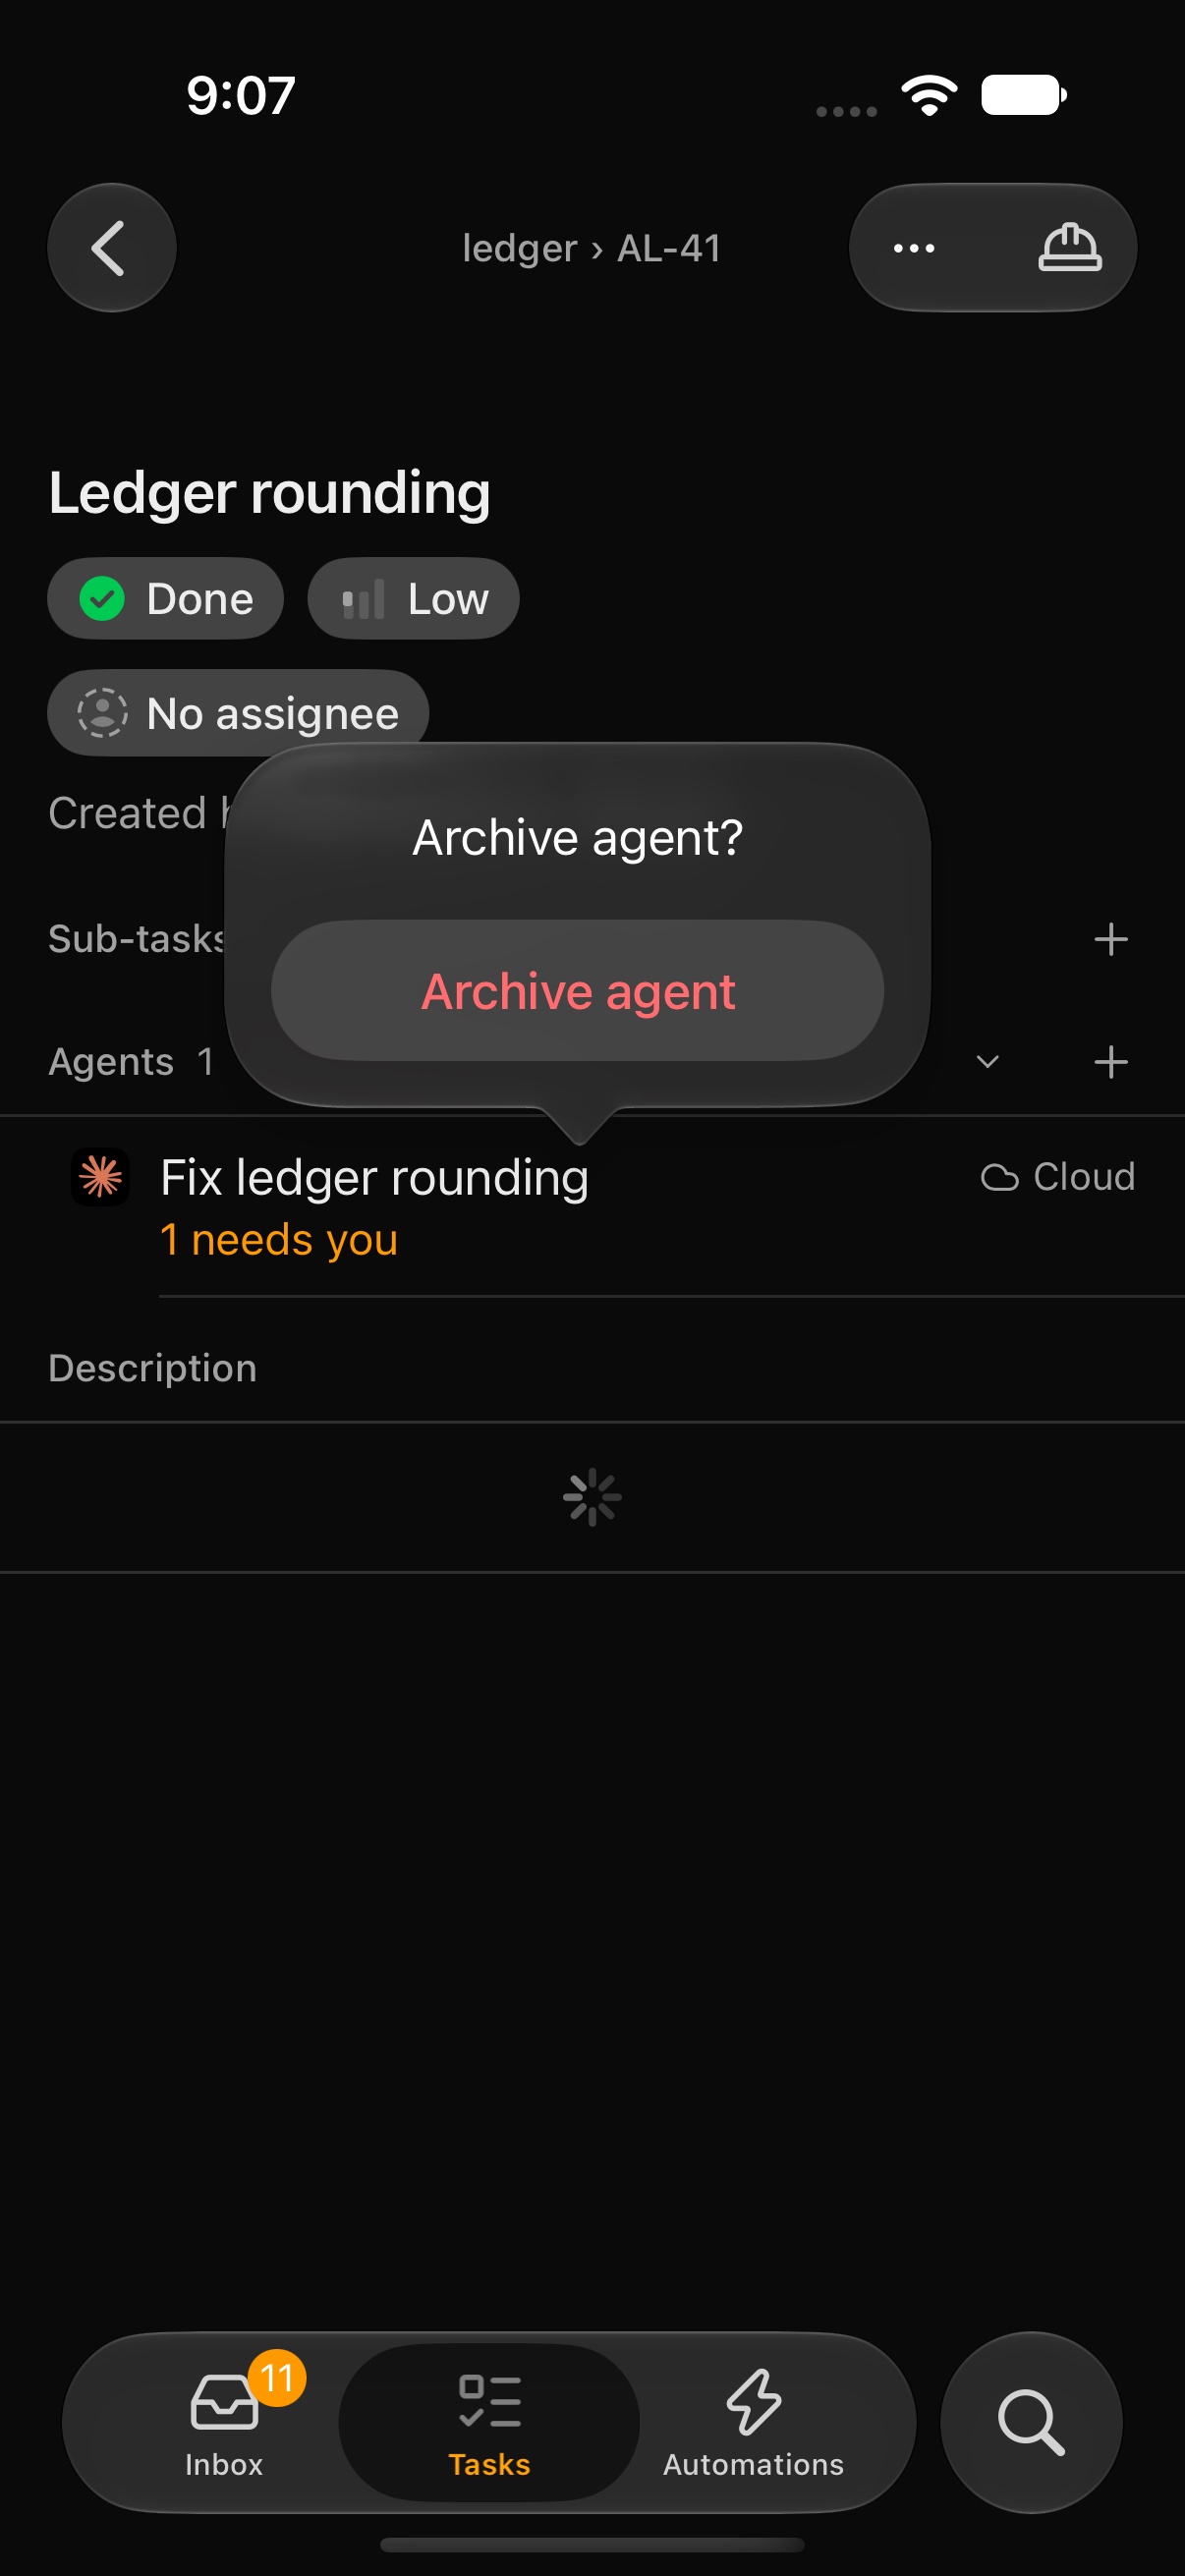 9:07
ledger › AL-41
Ledger rounding
Done
Low
No assignee
Created
Archive agent?
Archive agent
Sub-tasks
Agents 1
Fix ledger rounding
Cloud
1 needs you
Description
11
Inbox
Tasks
Automations